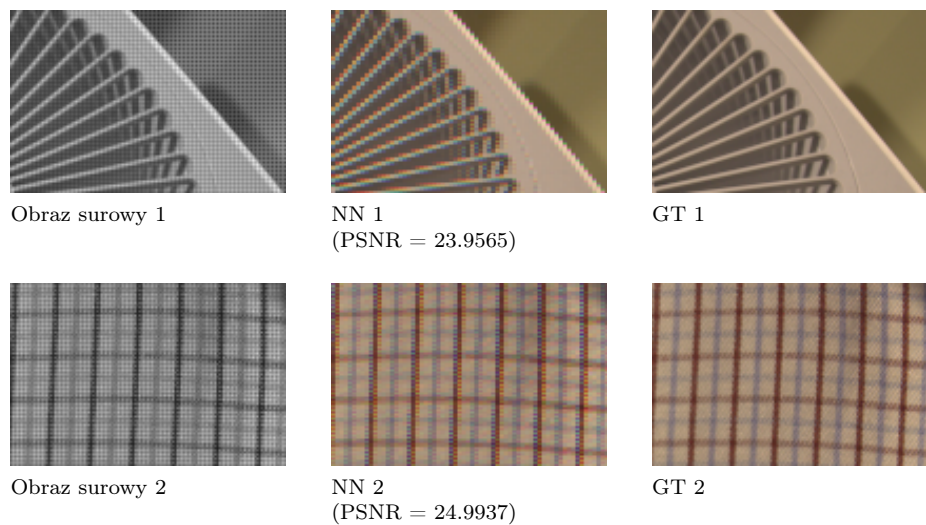 Obraz surowy 1
NN 1
(PSNR = 23.9565)
GT 1
Obraz surowy 2
NN 2
(PSNR = 24.9937)
GT 2